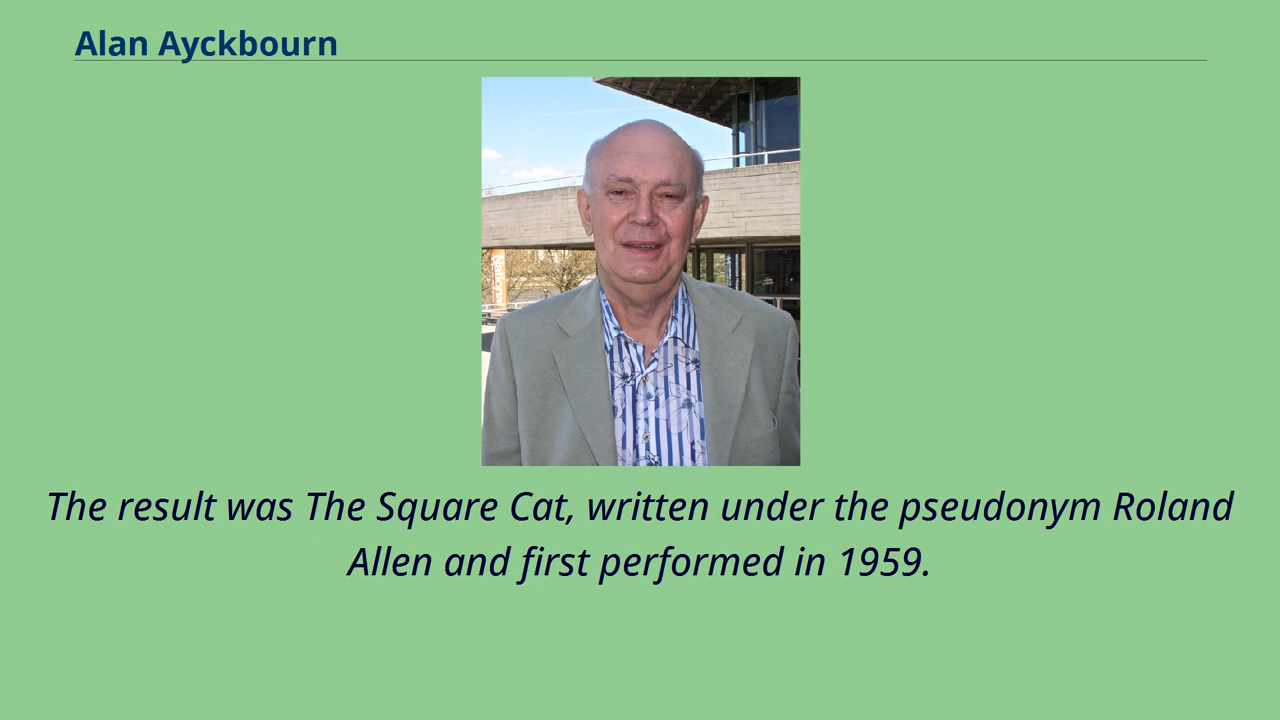 Alan Ayckbourn
The result was The Square Cat, written under the pseudonym Roland
Allen and first performed in 1959.